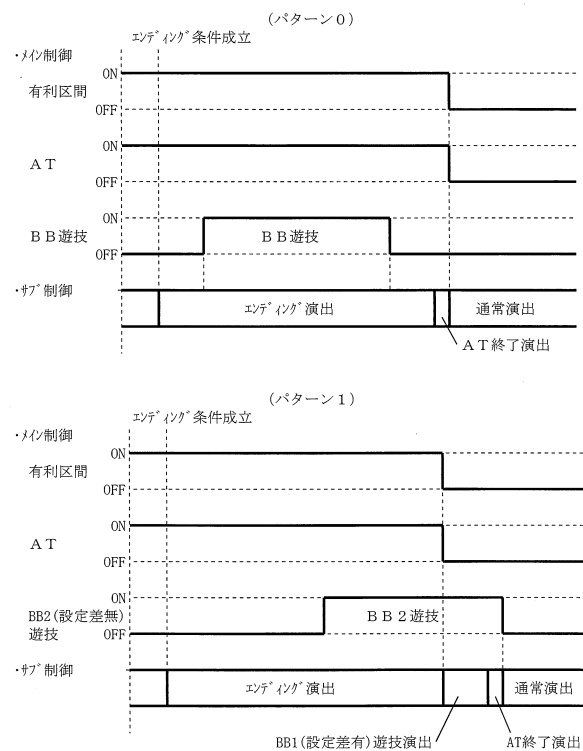 (パターン0)
エンディング条件成立
・メイン制御
ON
有利区間
OFF
ON
AT
OFF
ON
BB遊技
BB遊技
OFF
・サブ制御
エンディング演出
通常演出
AT終了演出
(パターン1)
エンディング条件成立
・メイン制御
ON
有利区間
OFF
ON
AT
OFF
ON
BB2(設定差無)
BB2遊技
遊技
OFF
・サブ制御
エンディング演出
通常演出
BB1(設定差有)遊技演出
AT終了演出